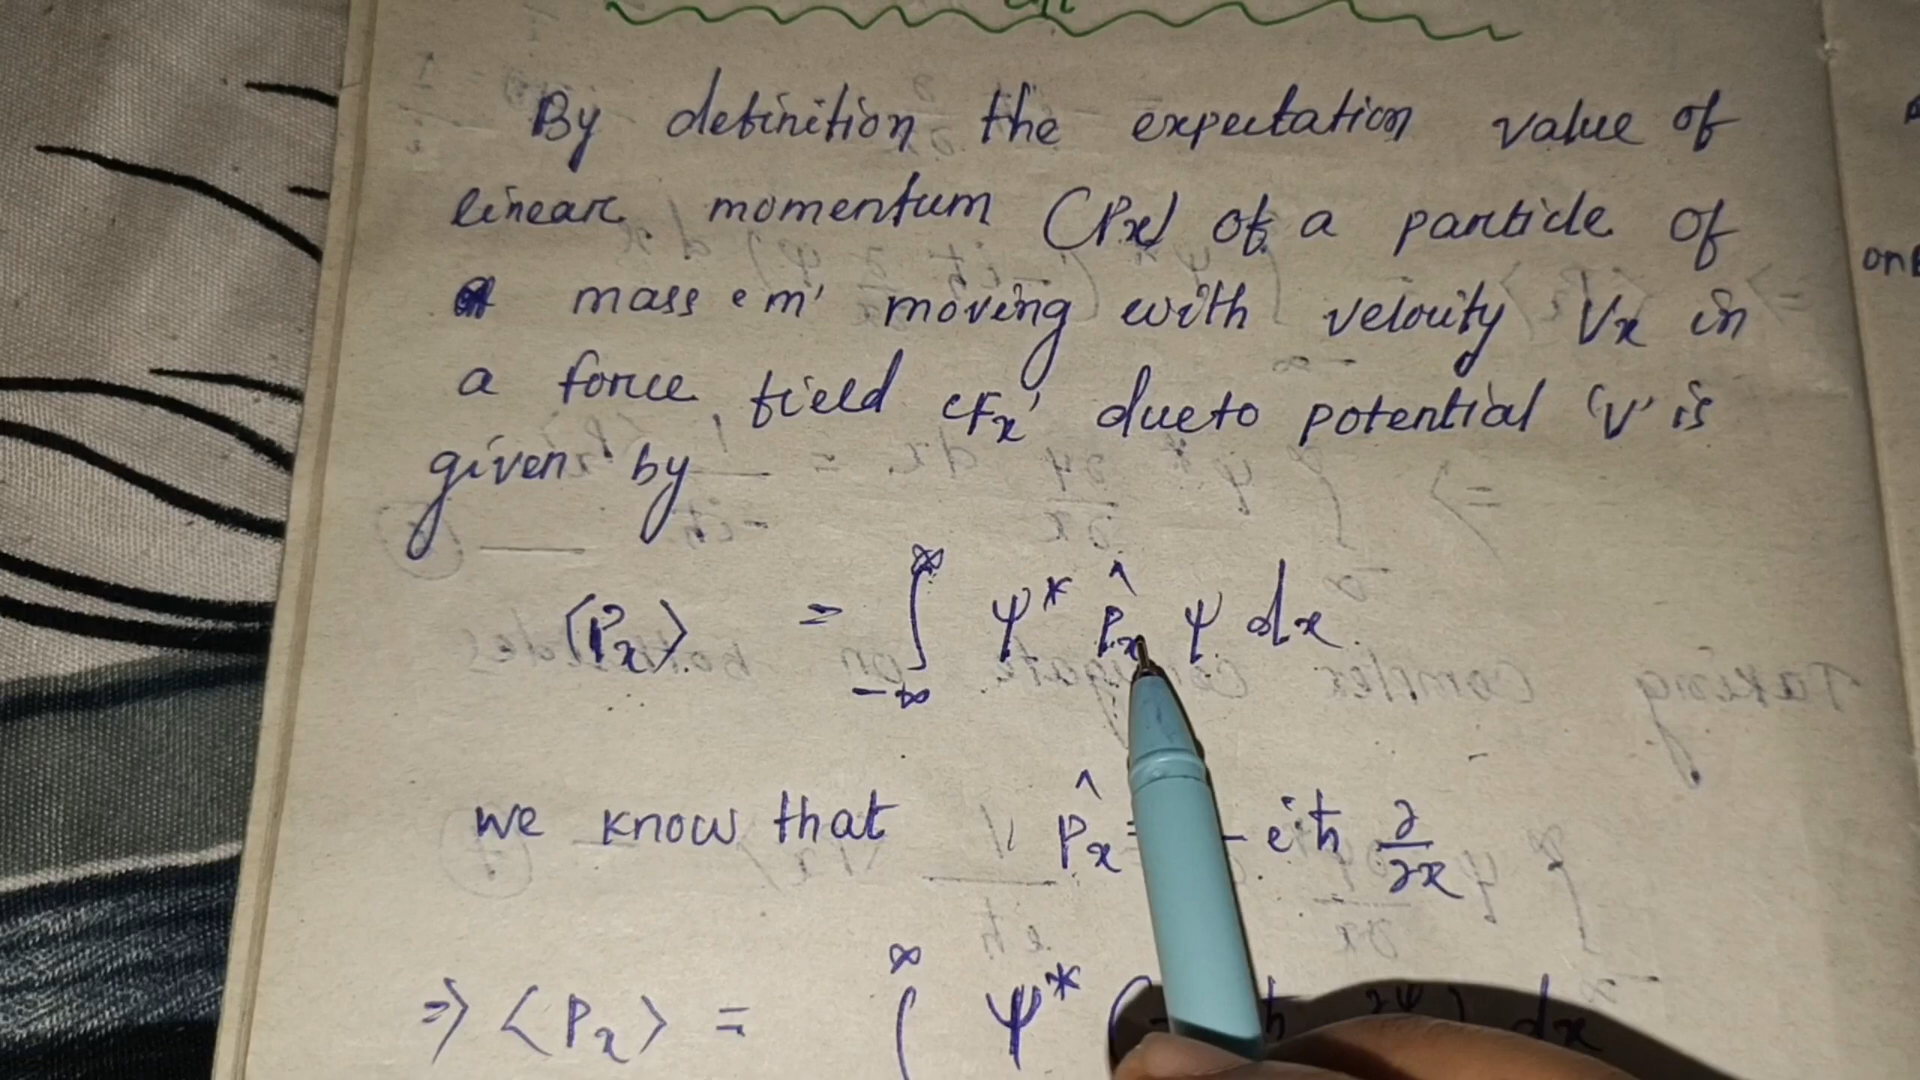 By definition the expectation value of
linear momentum (Px) of a particle of
mass 'm' moving with velocity Vx in
a force field 'Fx' due to potential 'V' is
given by
⟨Px⟩ = ∫_{-∞}^{∞} ψ* P̂x ψ dx
we know that P̂x = -iħ ∂/∂x
⇒ ⟨Px⟩ = ∫^{∞} ψ* ( ħ ∂ψ ) dx